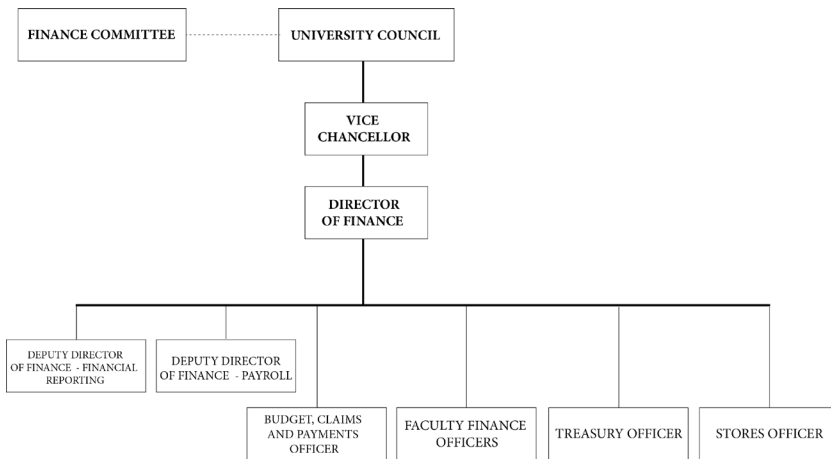 FINANCE COMMITTEE
UNIVERSITY COUNCIL
VICE
CHANCELLOR
DIRECTOR
OF FINANCE
DEPUTY DIRECTOR
OF FINANCE - FINANCIAL
REPORTING
DEPUTY DIRECTOR
OF FINANCE - PAYROLL
BUDGET, CLAIMS
AND PAYMENTS
OFFICER
FACULTY FINANCE
OFFICERS
TREASURY OFFICER
STORES OFFICER